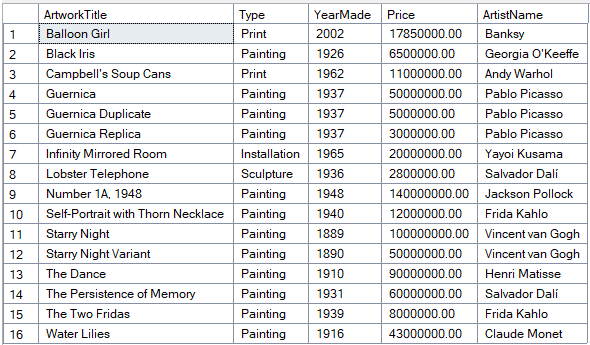 ArtworkTitle Type YearMade Price ArtistName
1 Balloon Girl Print 2002 17850000.00 Banksy
2 Black Iris Painting 1926 6500000.00 Georgia O'Keeffe
3 Campbell's Soup Cans Print 1962 11000000.00 Andy Warhol
4 Guernica Painting 1937 50000000.00 Pablo Picasso
5 Guernica Duplicate Painting 1937 5000000.00 Pablo Picasso
6 Guernica Replica Painting 1937 3000000.00 Pablo Picasso
7 Infinity Mirrored Room Installation 1965 20000000.00 Yayoi Kusama
8 Lobster Telephone Sculpture 1936 2800000.00 Salvador Dalí
9 Number 1A, 1948 Painting 1948 140000000.00 Jackson Pollock
10 Self-Portrait with Thorn Necklace Painting 1940 12000000.00 Frida Kahlo
11 Starry Night Painting 1889 100000000.00 Vincent van Gogh
12 Starry Night Variant Painting 1890 50000000.00 Vincent van Gogh
13 The Dance Painting 1910 90000000.00 Henri Matisse
14 The Persistence of Memory Painting 1931 60000000.00 Salvador Dalí
15 The Two Fridas Painting 1939 8000000.00 Frida Kahlo
16 Water Lilies Painting 1916 43000000.00 Claude Monet